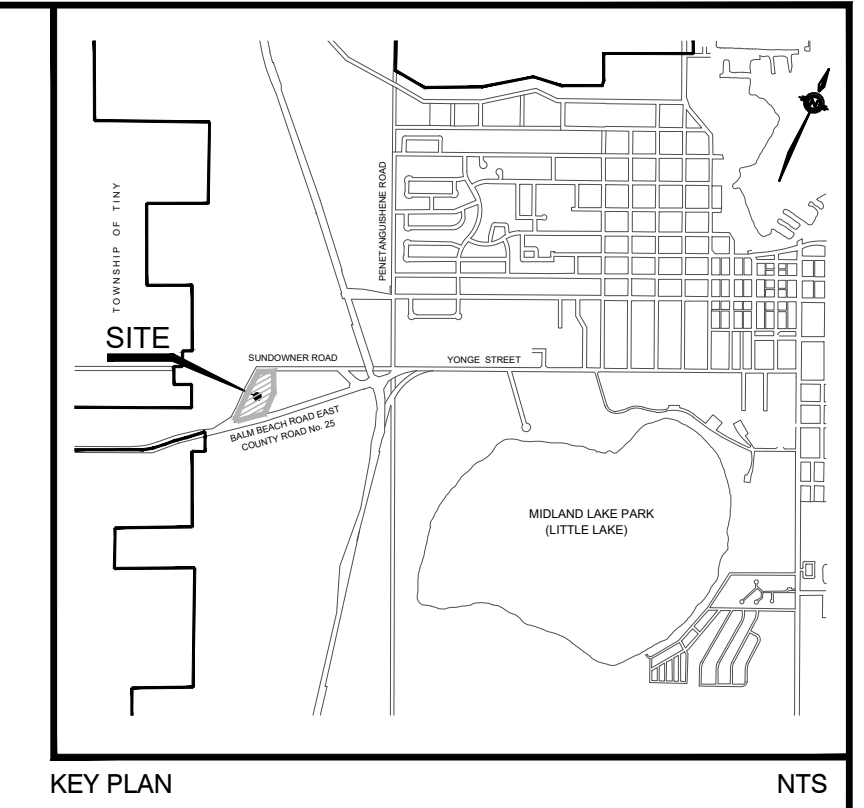 N
PENETANGUISHENE ROAD
TOWNSHIP OF TINY
SITE
SUNDOWNER ROAD
YONGE STREET
BALM BEACH ROAD EAST
COUNTY ROAD No. 25
MIDLAND LAKE PARK
(LITTLE LAKE)
KEY PLAN
NTS